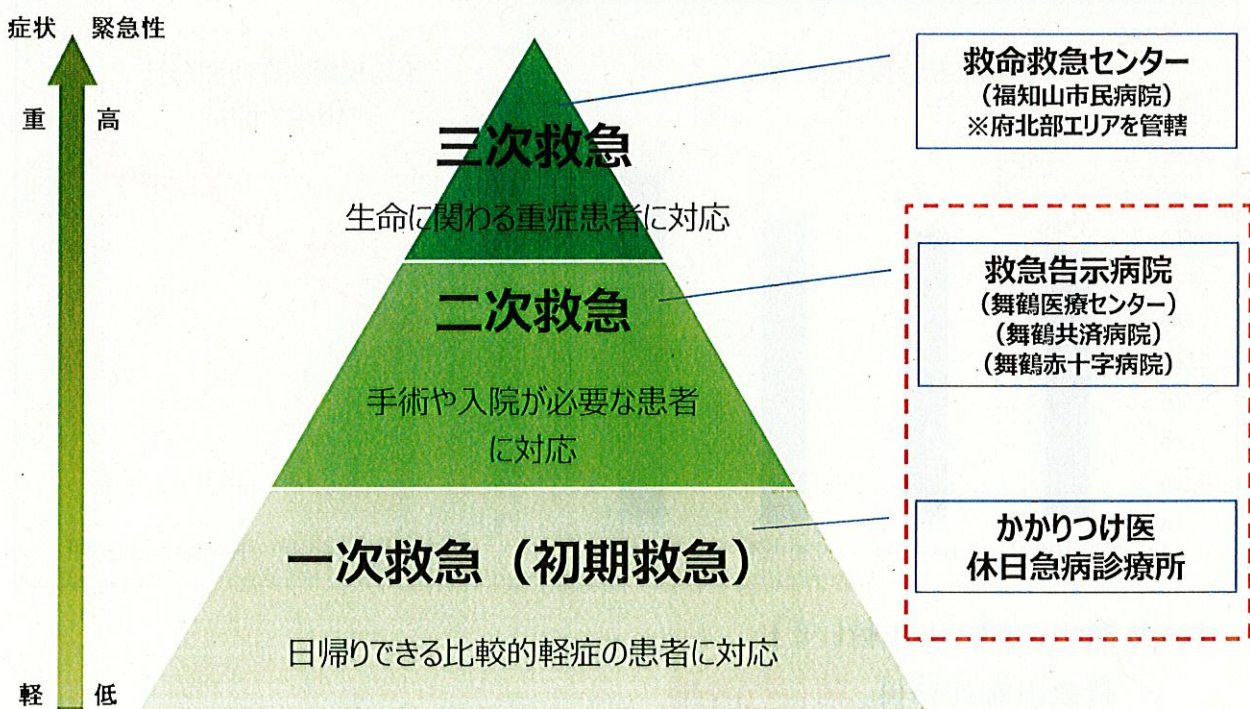 症状 緊急性
重 高
軽 低
三次救急
生命に関わる重症患者に対応
二次救急
手術や入院が必要な患者
に対応
一次救急（初期救急）
日帰りできる比較的軽症の患者に対応
救命救急センター
（福知山市民病院）
※府北部エリアを管轄
救急告示病院
（舞鶴医療センター）
（舞鶴共済病院）
（舞鶴赤十字病院）
かかりつけ医
休日急病診療所